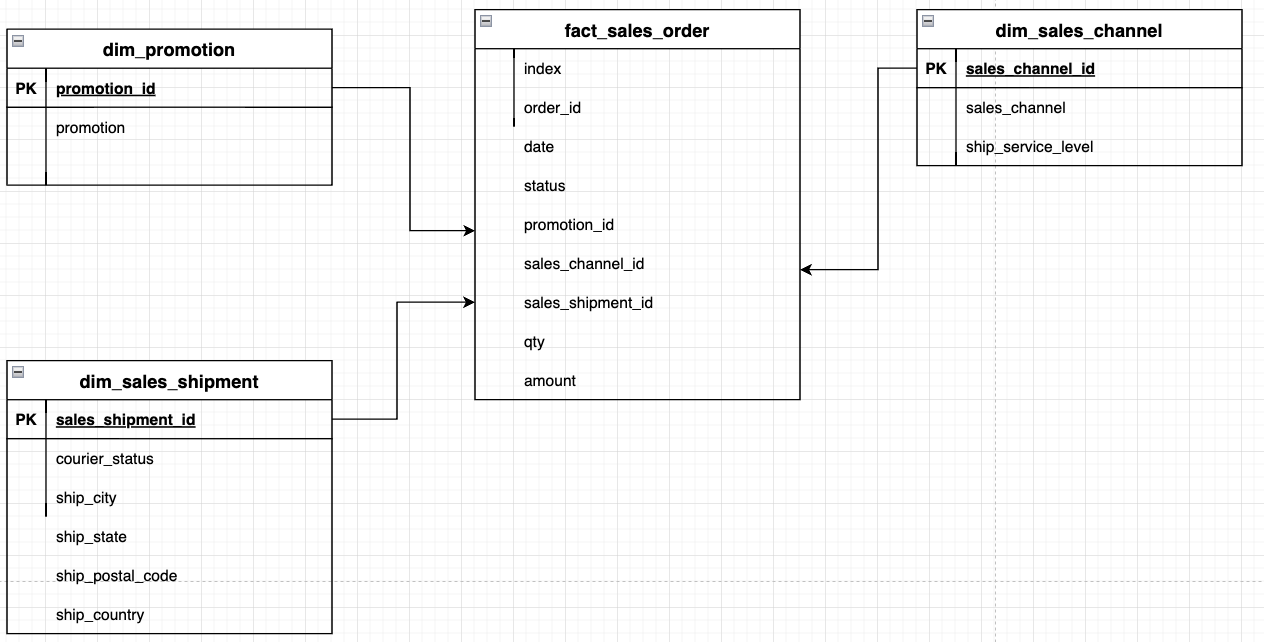 dim_promotion
PK promotion_id
promotion
fact_sales_order
index
order_id
date
status
promotion_id
sales_channel_id
sales_shipment_id
qty
amount
dim_sales_channel
PK sales_channel_id
sales_channel
ship_service_level
dim_sales_shipment
PK sales_shipment_id
courier_status
ship_city
ship_state
ship_postal_code
ship_country